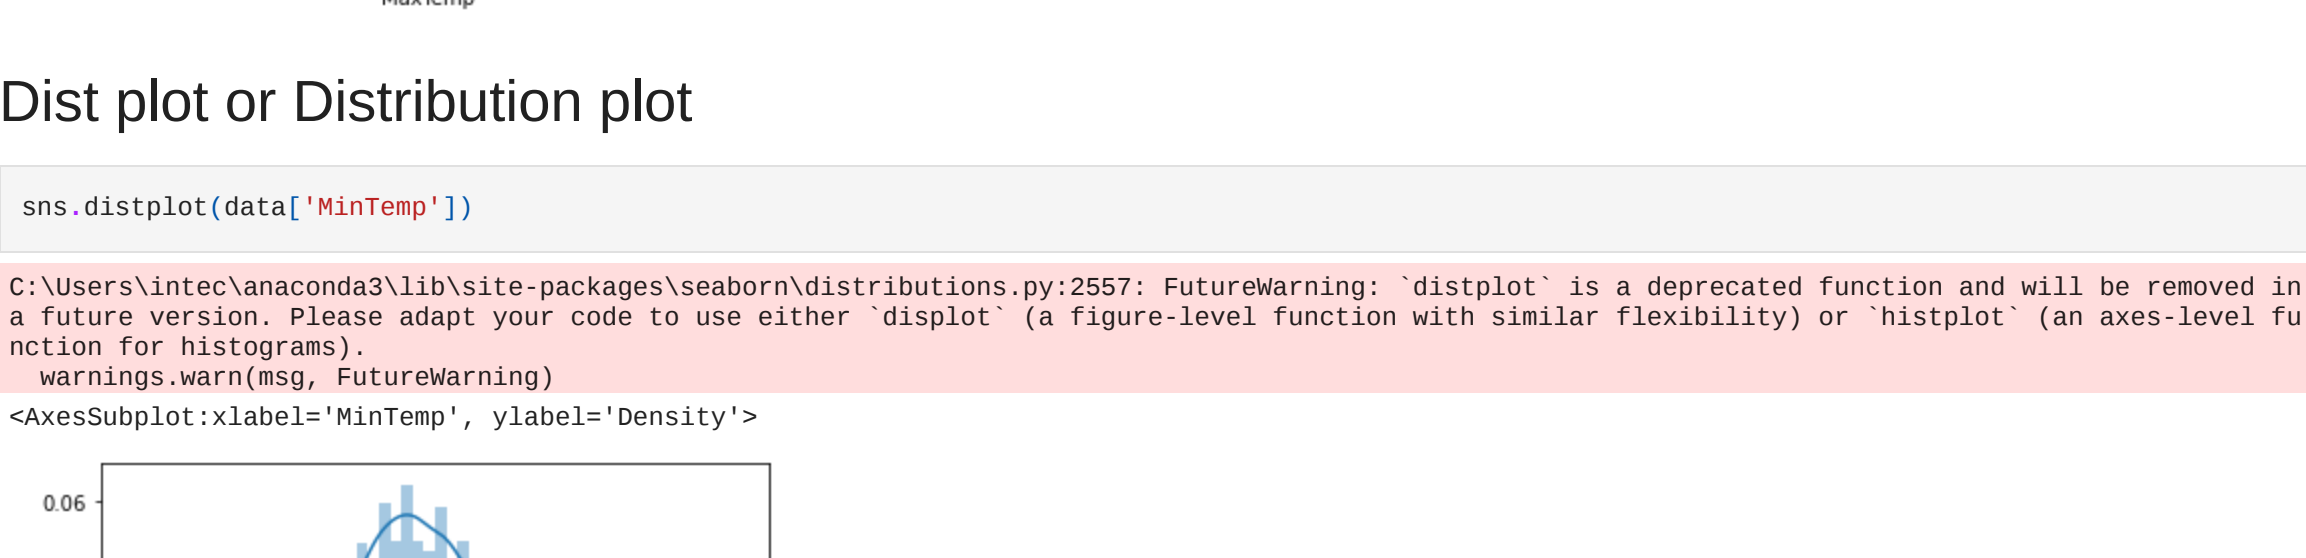 MaxTemp
Dist plot or Distribution plot
sns.distplot(data['MinTemp'])
C:\Users\intec\anaconda3\lib\site-packages\seaborn\distributions.py:2557: FutureWarning: `distplot` is a deprecated function and will be removed in
a future version. Please adapt your code to use either `displot` (a figure-level function with similar flexibility) or `histplot` (an axes-level fu
nction for histograms).
  warnings.warn(msg, FutureWarning)
<AxesSubplot:xlabel='MinTemp', ylabel='Density'>
0.06